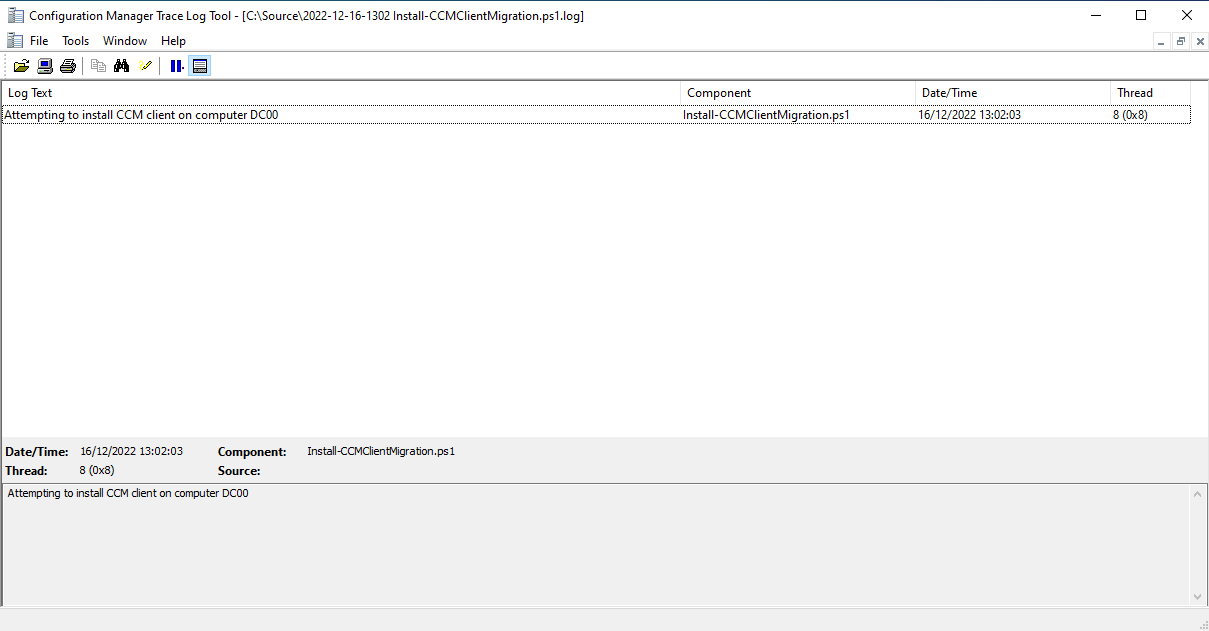 Configuration Manager Trace Log Tool - [C:\Source\2022-12-16-1302 Install-CCMClientMigration.ps1.log]
File Tools Window Help
Log Text Component Date/Time Thread
Attempting to install CCM client on computer DC00 Install-CCMClientMigration.ps1 16/12/2022 13:02:03 8 (0x8)
Date/Time: 16/12/2022 13:02:03 Component: Install-CCMClientMigration.ps1
Thread: 8 (0x8) Source:
Attempting to install CCM client on computer DC00